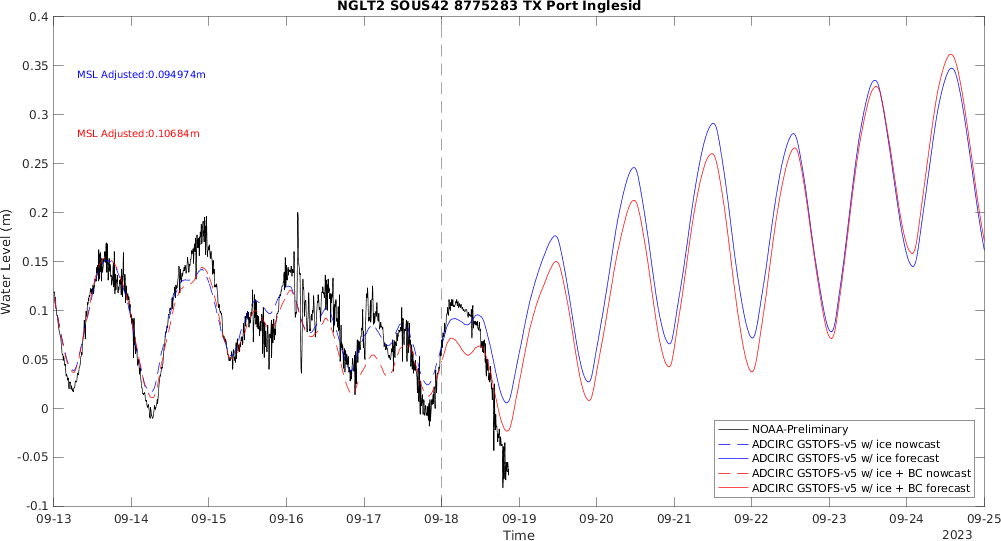 NGLT2 SOUS42 8775283 TX Port Inglesid
0.4
0.35
0.3
0.25
0.2
0.15
0.1
0.05
0
-0.05
-0.1
Water Level (m)
MSL Adjusted:0.094974m
MSL Adjusted:0.10684m
NOAA-Preliminary
ADCIRC GSTOFS-v5 w/ ice nowcast
ADCIRC GSTOFS-v5 w/ ice forecast
ADCIRC GSTOFS-v5 w/ ice + BC nowcast
ADCIRC GSTOFS-v5 w/ ice + BC forecast
09-13 09-14 09-15 09-16 09-17 09-18 09-19 09-20 09-21 09-22 09-23 09-24 09-25
Time
2023